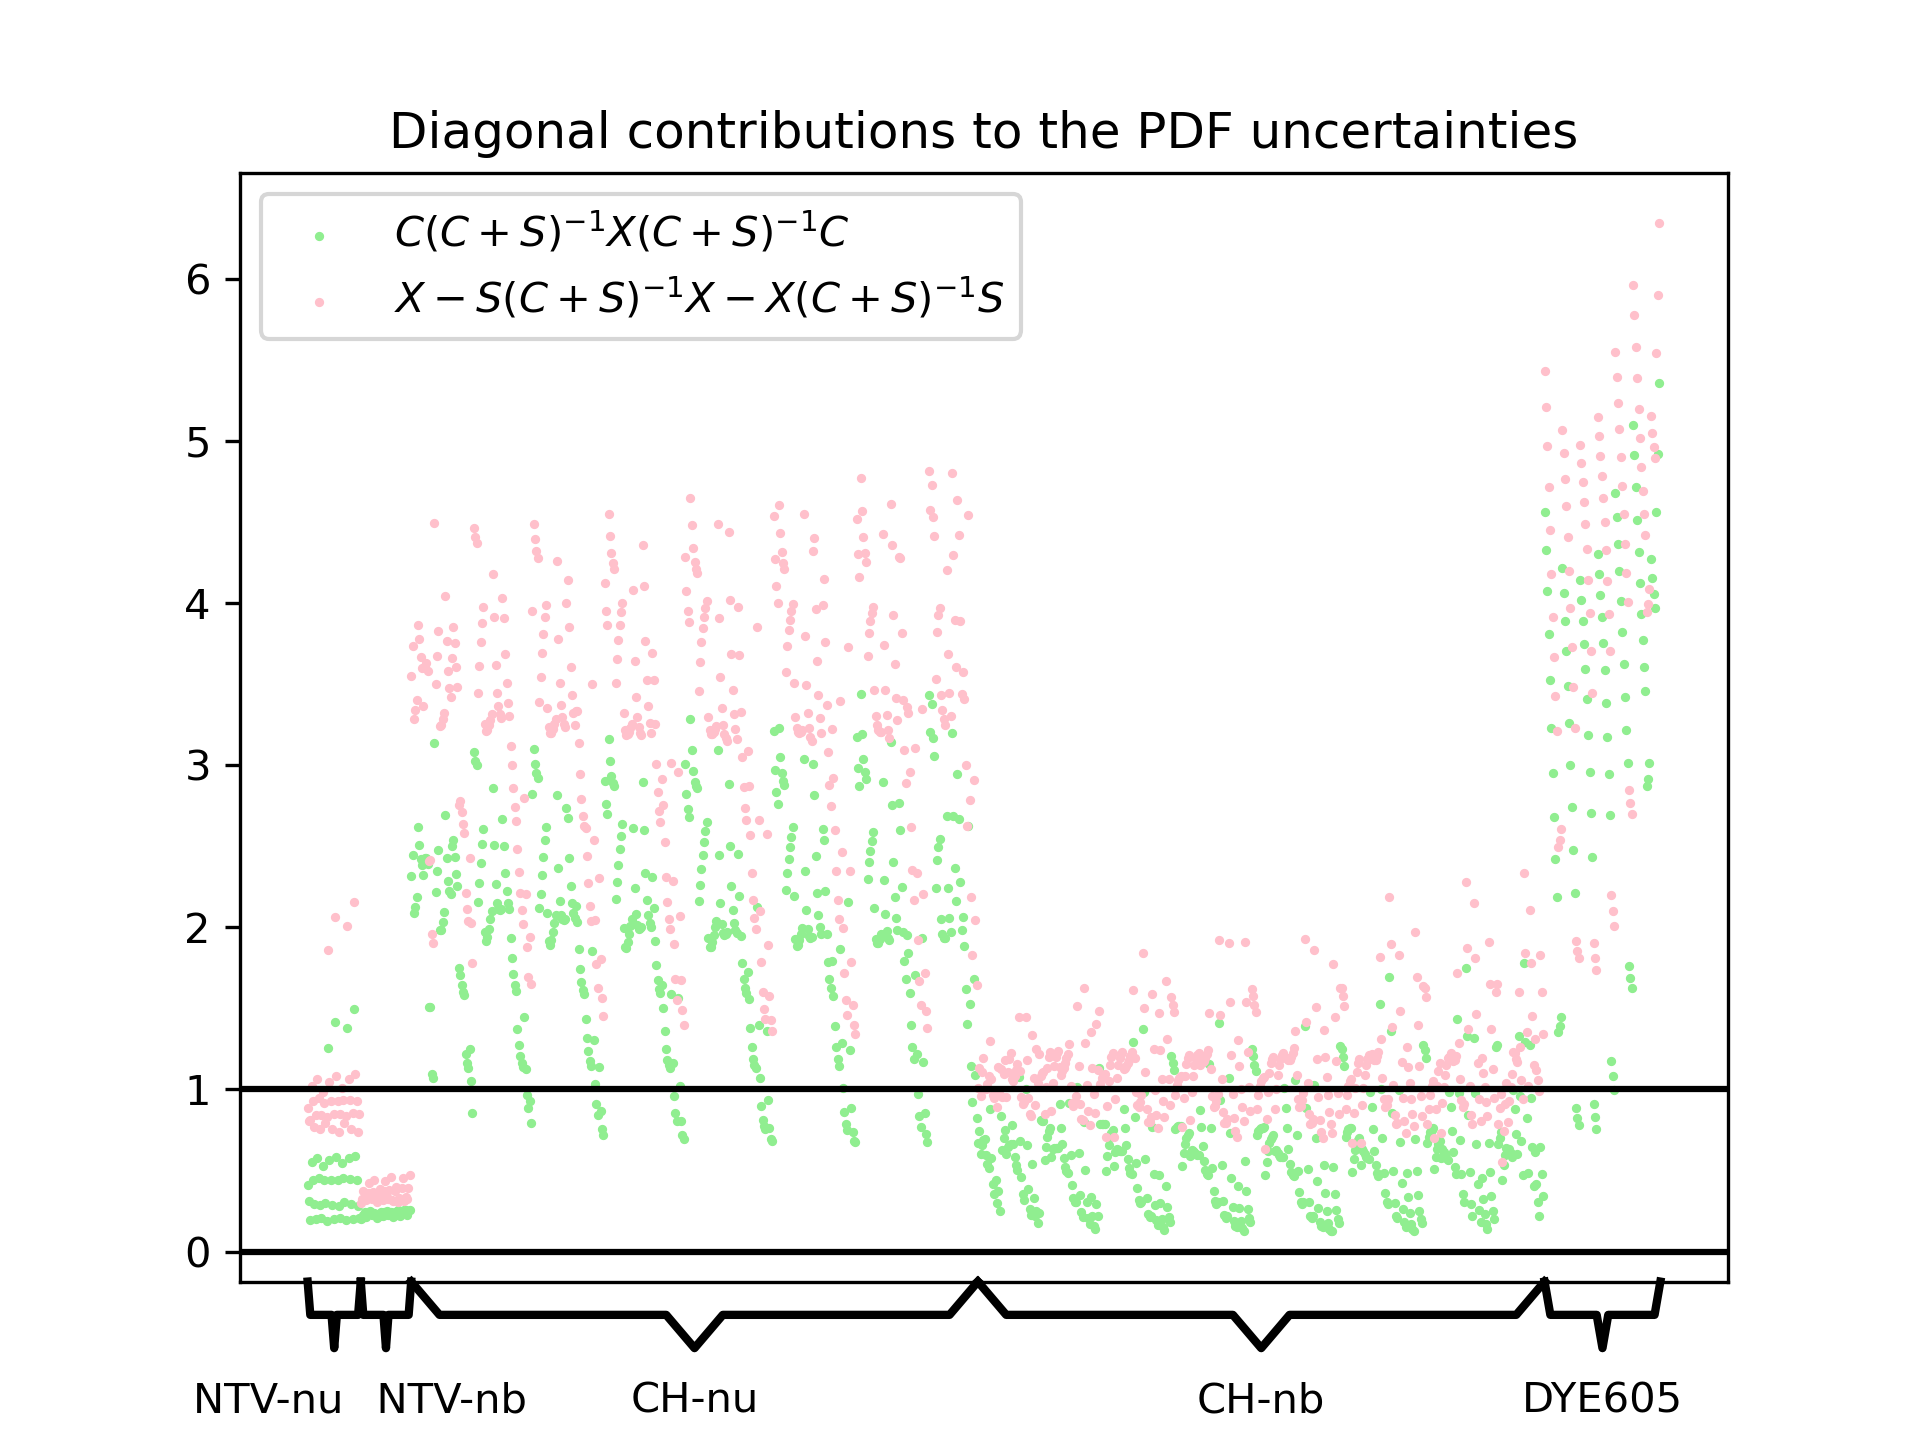 Diagonal contributions to the PDF uncertainties
C(C + S)⁻¹X(C + S)⁻¹C
X − S(C + S)⁻¹X − X(C + S)⁻¹S
6
5
4
3
2
1
0
NTV-nu NTV-nb CH-nu CH-nb DYE605